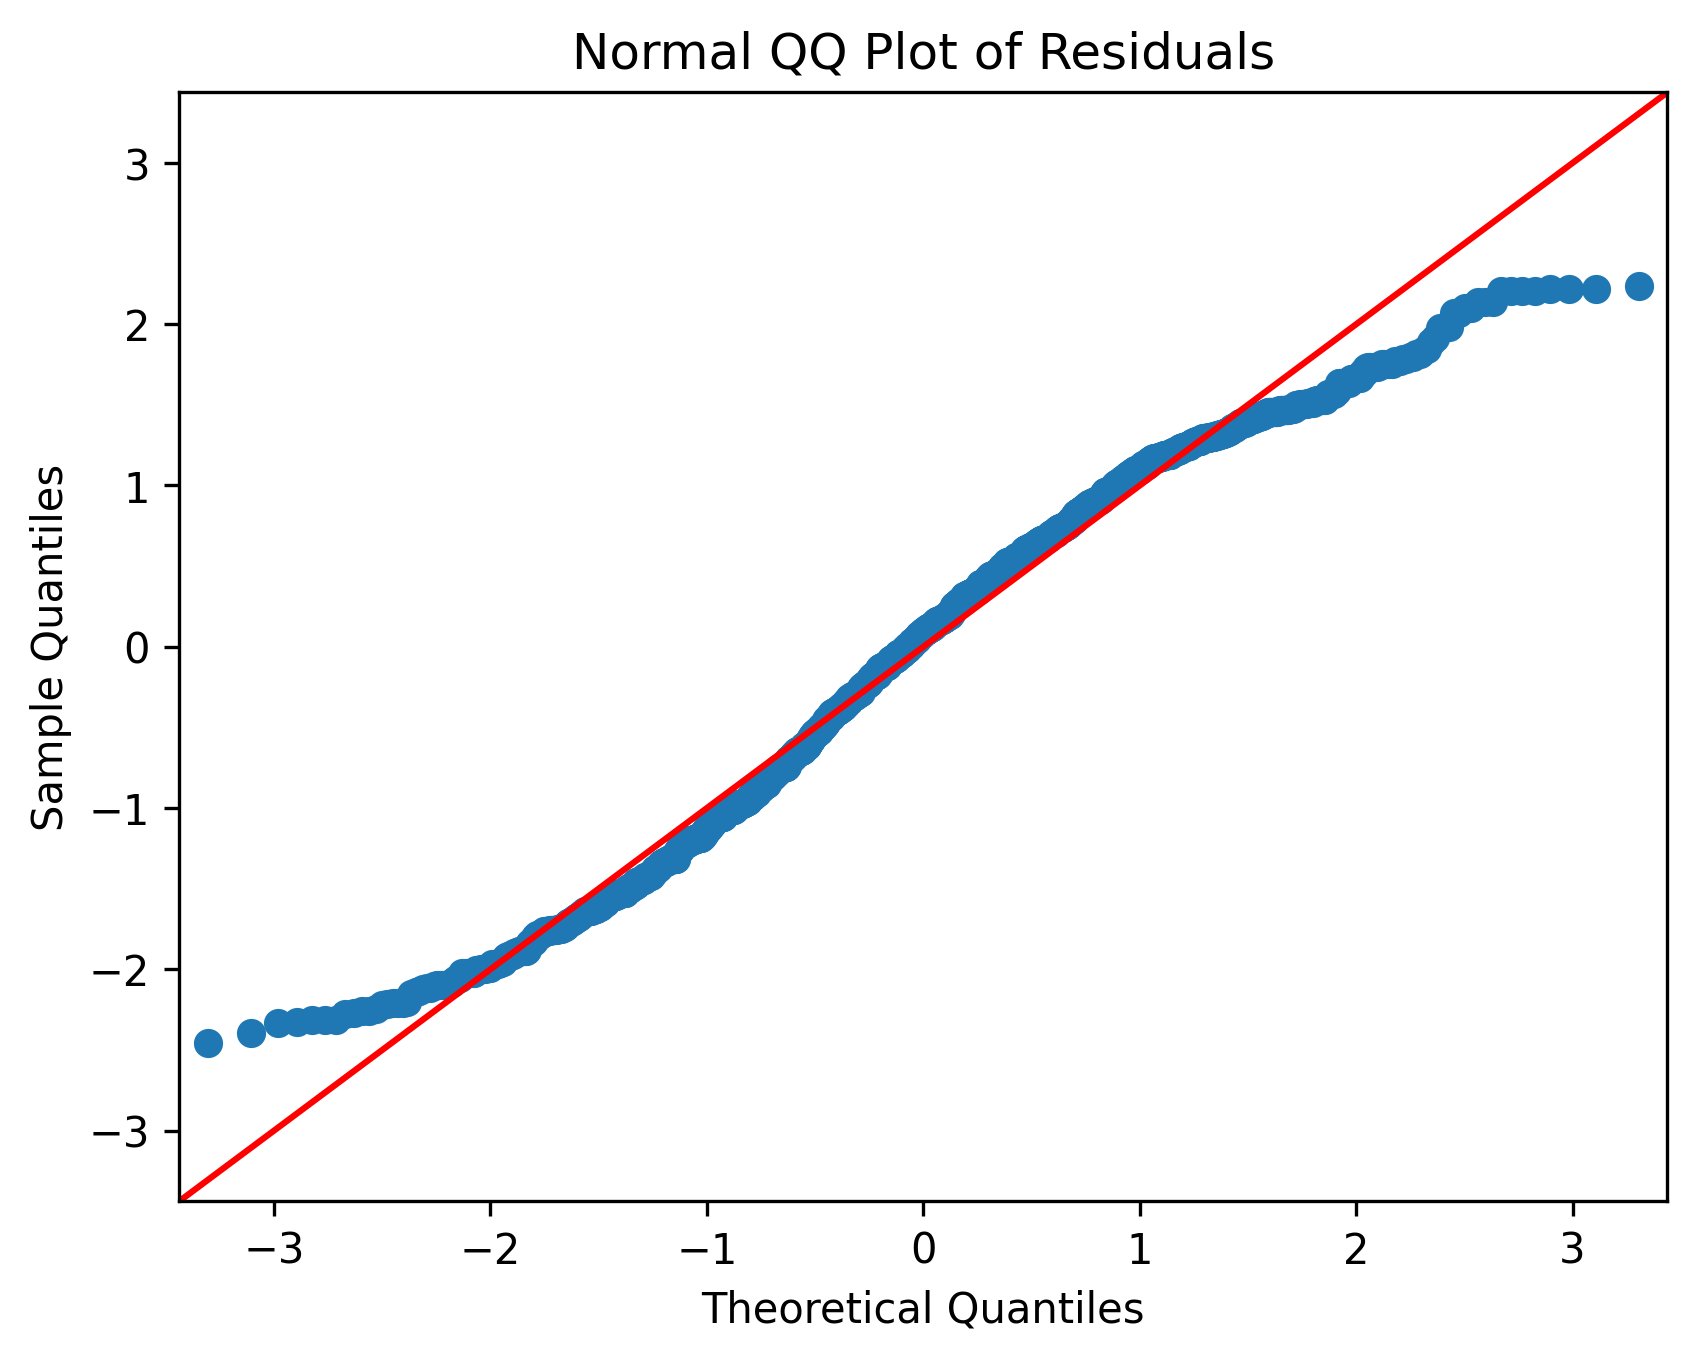 Normal QQ Plot of Residuals
3
2
1
0
−1
−2
−3
Sample Quantiles
−3 −2 −1 0 1 2 3
Theoretical Quantiles